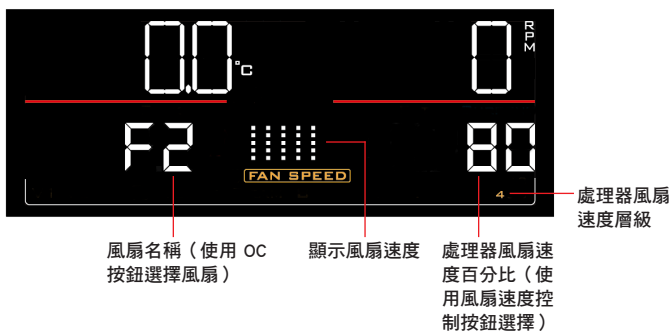 0.0 °C
0 RPM
F2
80
FAN SPEED
4
處理器風扇
速度層級
風扇名稱（使用 OC
按鈕選擇風扇）
顯示風扇速度
處理器風扇速
度百分比（使
用風扇速度控
制按鈕選擇）